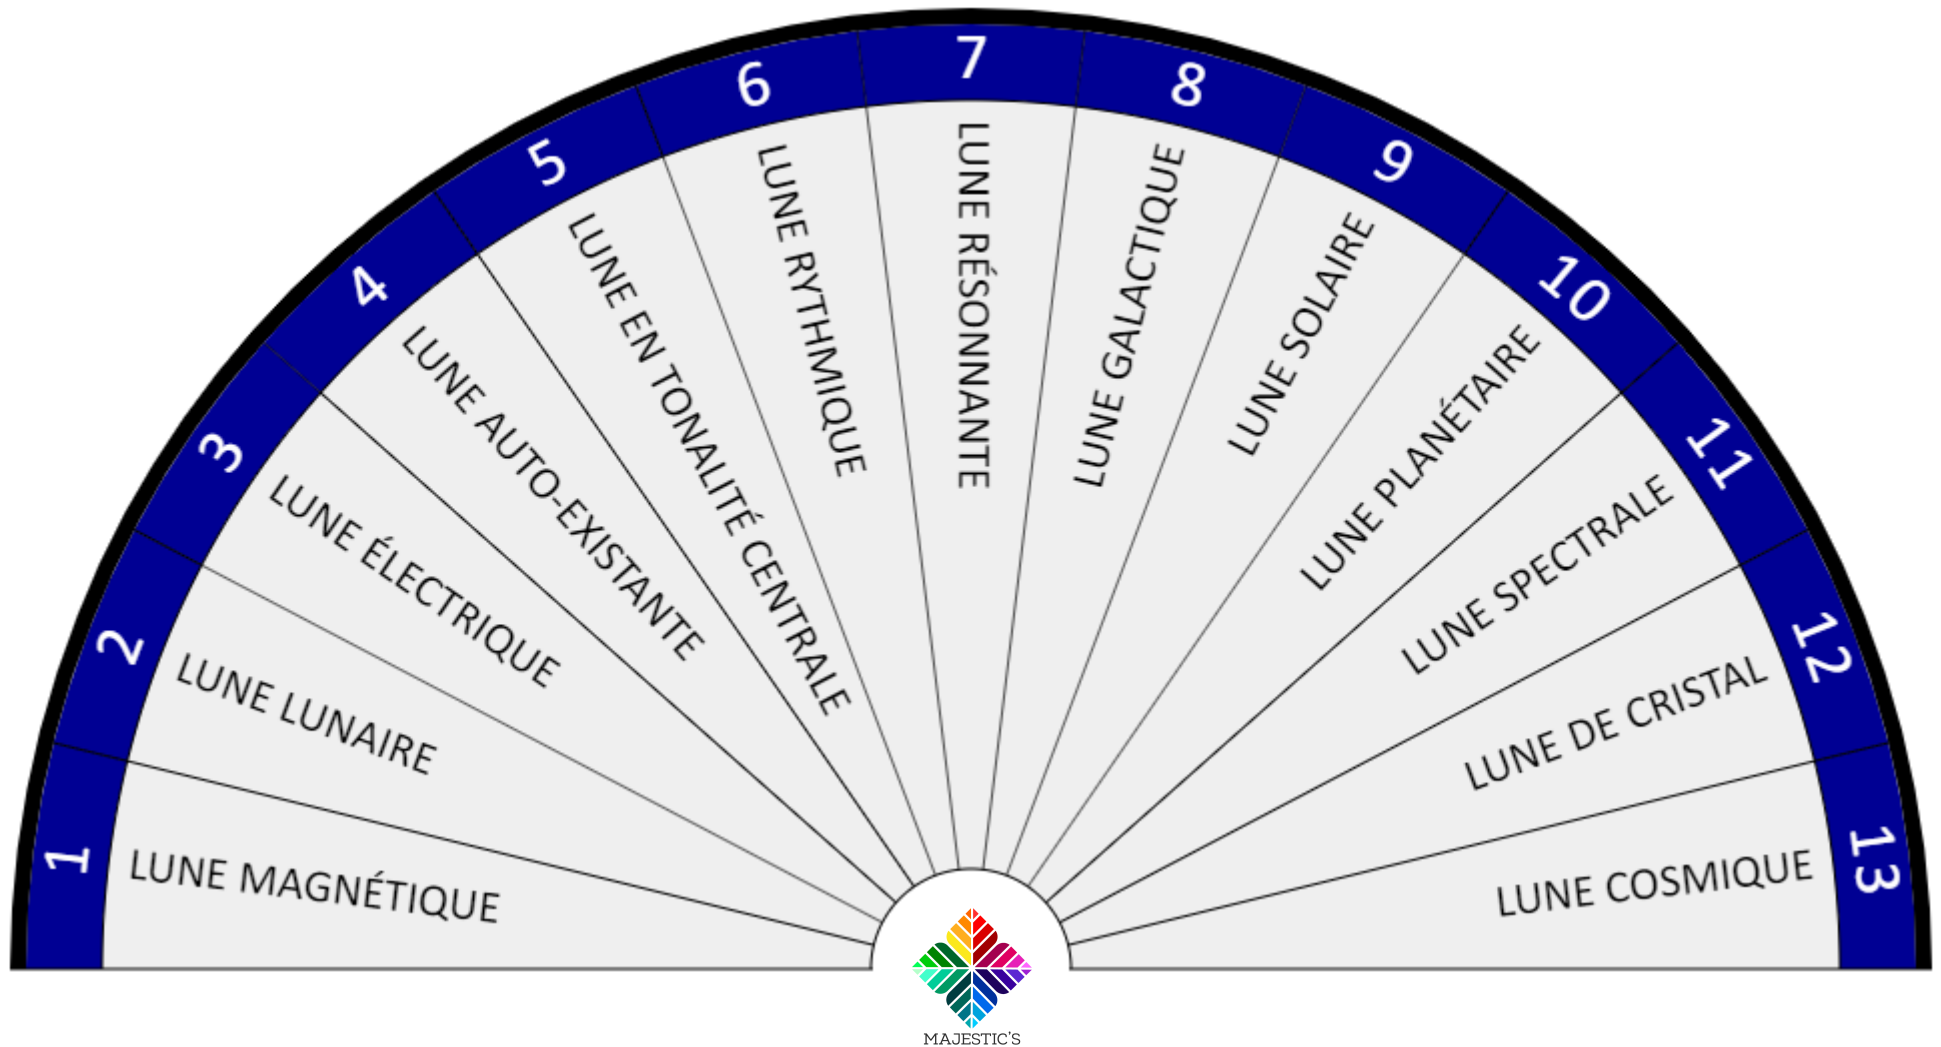 1
LUNE MAGNÉTIQUE
2
LUNE LUNAIRE
3
LUNE ÉLECTRIQUE
4
LUNE AUTO-EXISTANTE
5
LUNE EN TONALITÉ CENTRALE
6
LUNE RYTHMIQUE
7
LUNE RÉSONNANTE
8
LUNE GALACTIQUE
9
LUNE SOLAIRE
10
LUNE PLANÉTAIRE
11
LUNE SPECTRALE
12
LUNE DE CRISTAL
13
LUNE COSMIQUE
MAJESTIC'S